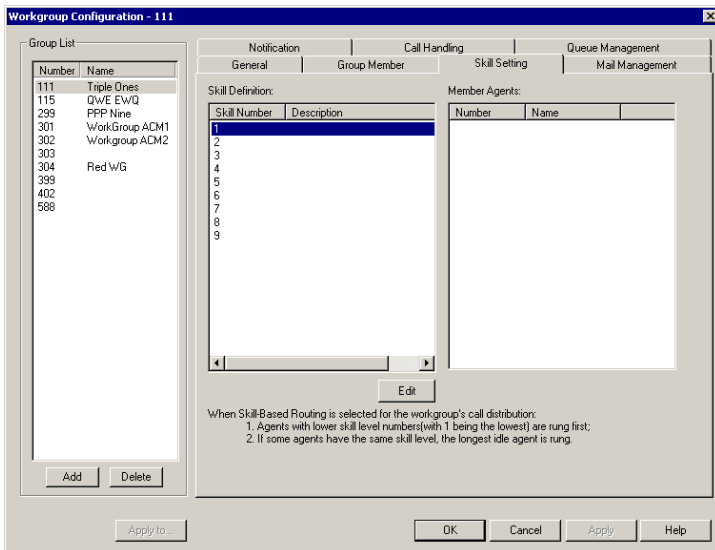 Workgroup Configuration - 111
Group List
Number Name
111 Triple Ones
115 QWE EWQ
299 PPP Nine
301 WorkGroup ACM1
302 Workgroup ACM2
303
304 Red WG
399
402
588
Add Delete
Notification Call Handling Queue Management
General Group Member Skill Setting Mail Management
Skill Definition: Member Agents:
Skill Number Description Number Name
1
2
3
4
5
6
7
8
9
Edit
When Skill-Based Routing is selected for the workgroup's call distribution:
1. Agents with lower skill level numbers(with 1 being the lowest) are rung first;
2. If some agents have the same skill level, the longest idle agent is rung.
Apply to... OK Cancel Apply Help